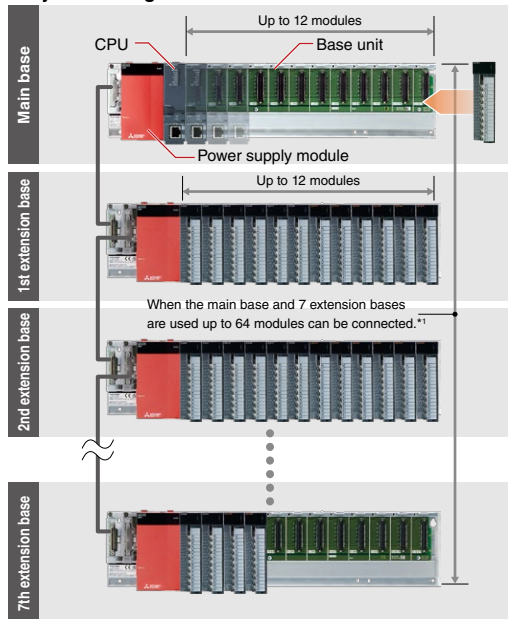 Up to 12 modules
CPU
Base unit
Main base
Power supply module
Up to 12 modules
1st extension base
When the main base and 7 extension bases
are used up to 64 modules can be connected.*1
2nd extension base
7th extension base